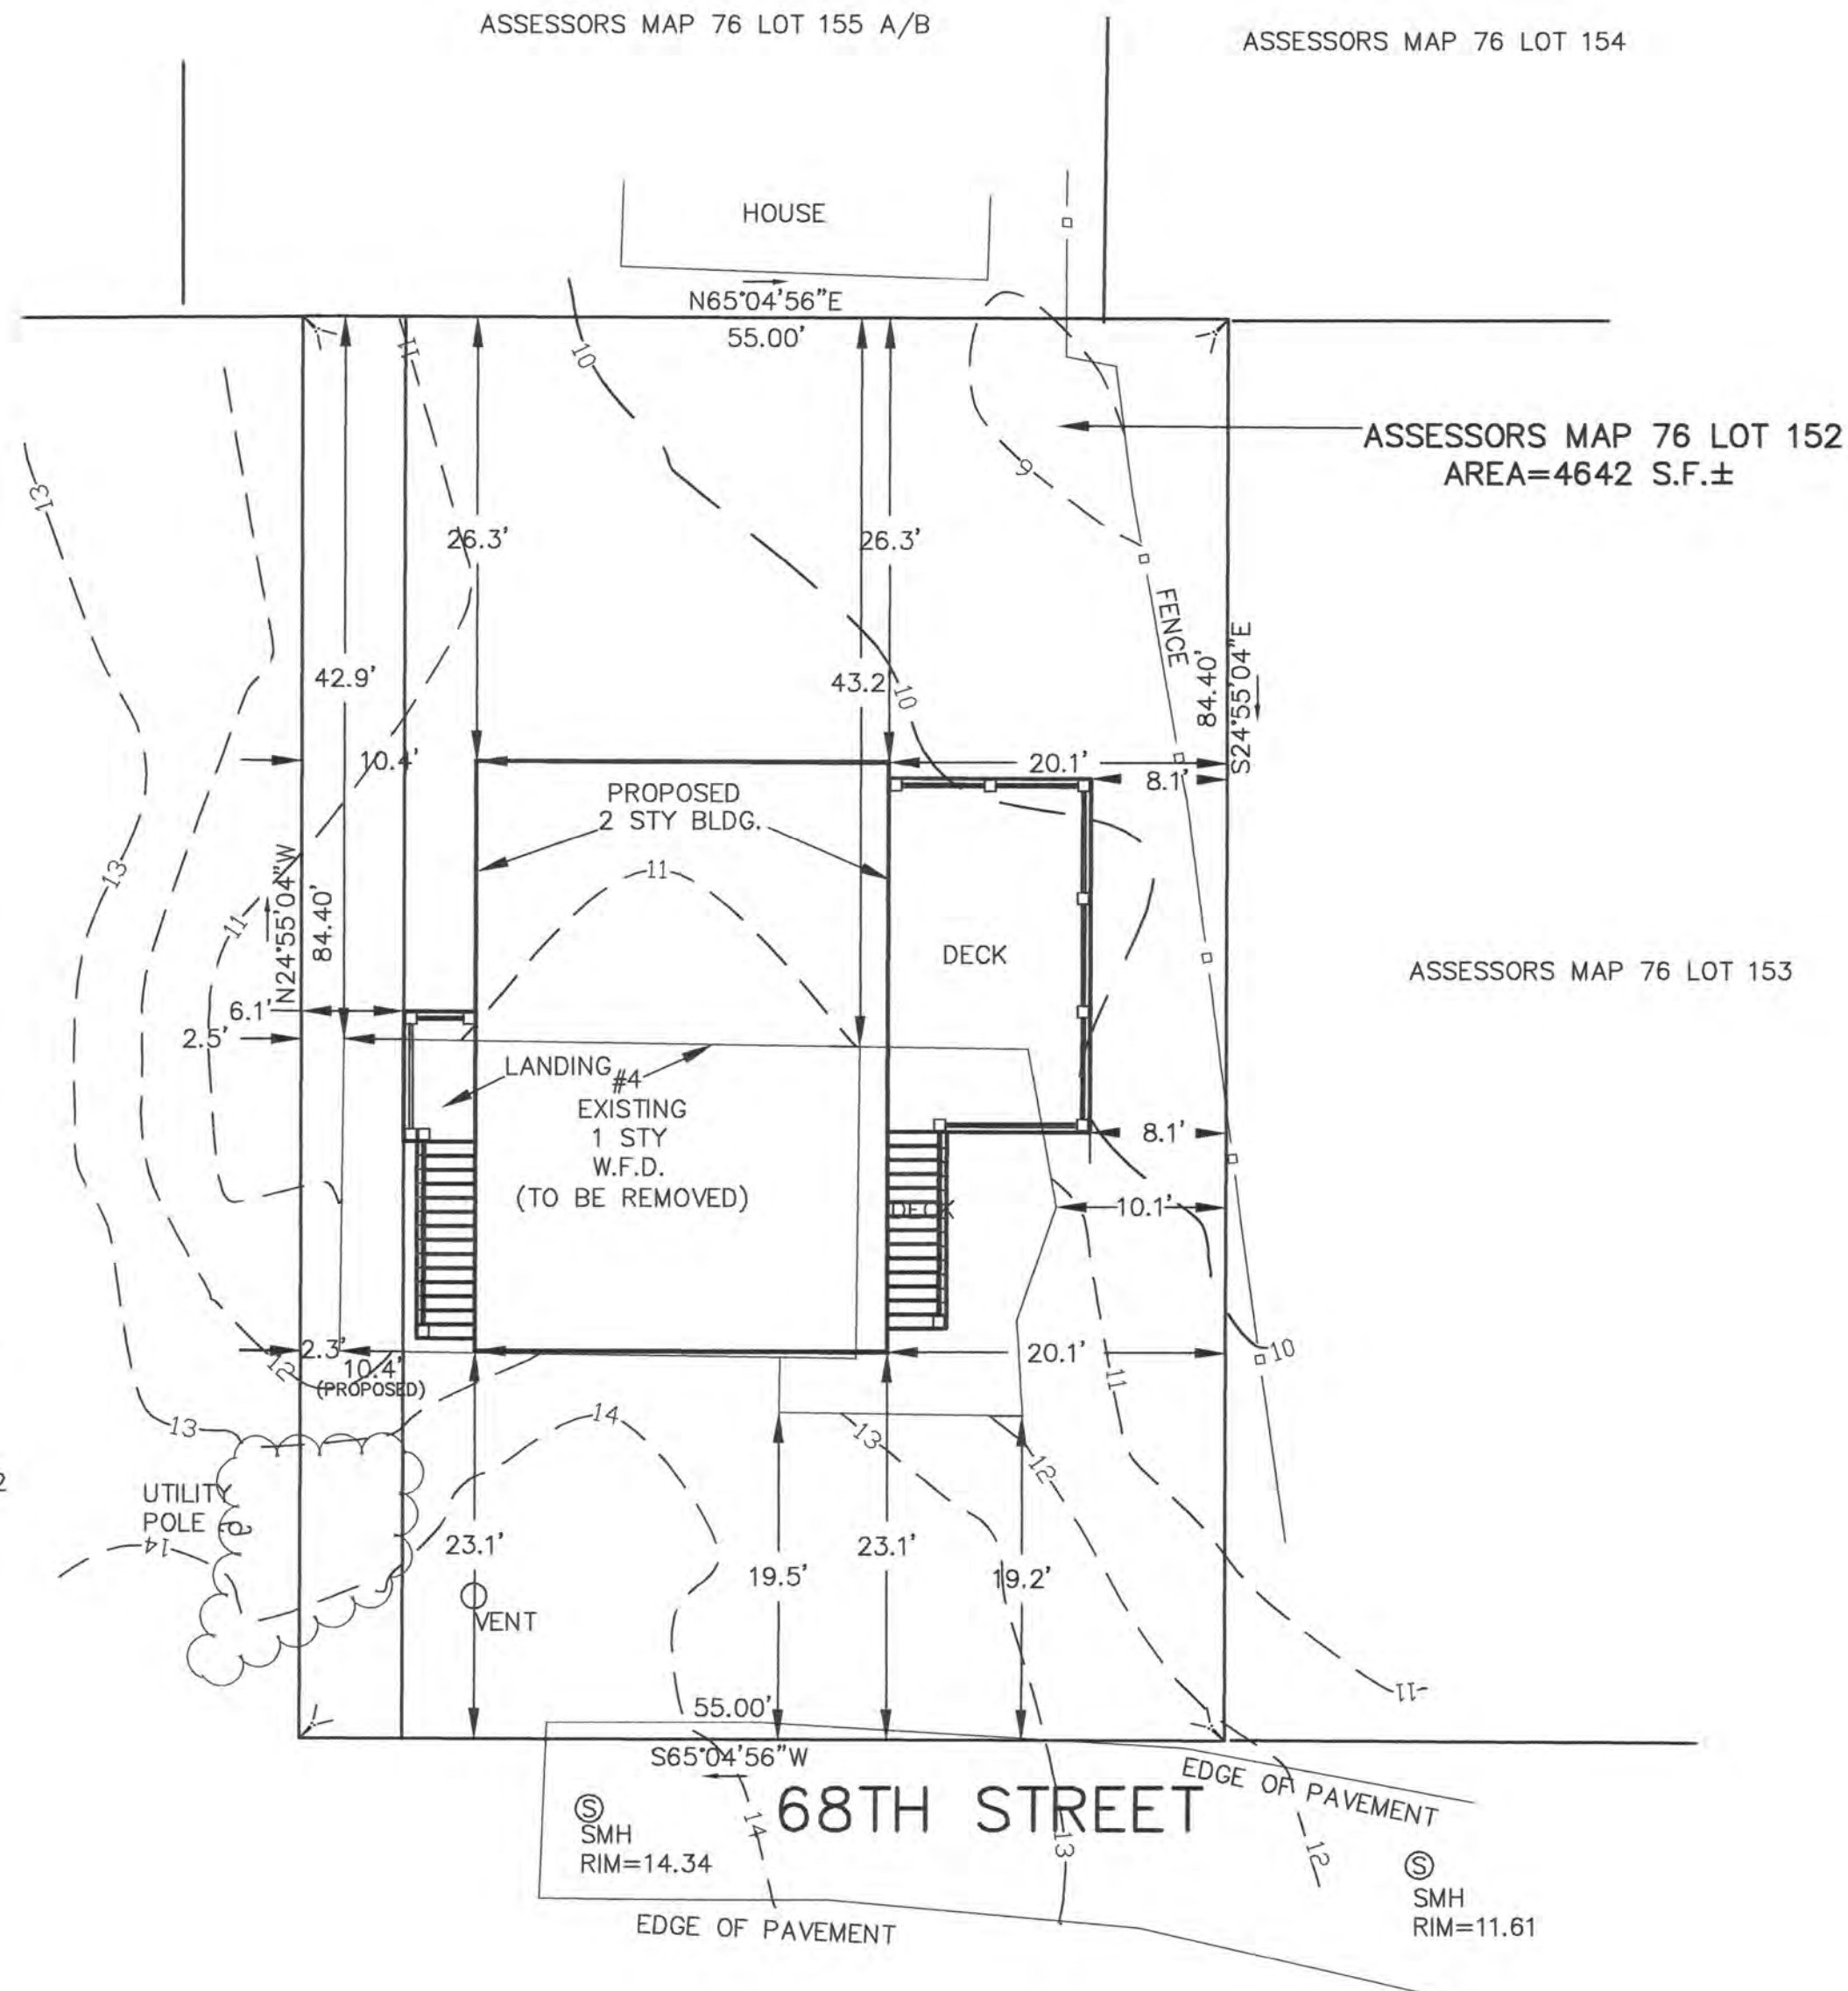 ASSESSORS MAP 76 LOT 155 A/B
ASSESSORS MAP 76 LOT 154
HOUSE
N65°04'56"E
55.00'
11
10
ASSESSORS MAP 76 LOT 152
AREA=4642 S.F.±
9
13
26.3'
26.3'
FENCE
42.9'
43.2
10
84.40'
S24°55'04"E
10.4'
20.1'
8.1'
PROPOSED
2 STY BLDG.
13
11
11
N24°55'04"W
84.40'
DECK
ASSESSORS MAP 76 LOT 153
6.1'
2.5'
LANDING
#4
EXISTING
1 STY
W.F.D.
(TO BE REMOVED)
8.1'
DECK
10.1'
2.3'
12
10.4'
(PROPOSED)
20.1'
10
11
13
14
13
12
2
UTILITY
POLE
14
23.1'
23.1'
19.5'
19.2'
VENT
11
55.00'
S65°04'56"W
68TH STREET
EDGE OF PAVEMENT
S
SMH
RIM=14.34
14
13
12
S
SMH
RIM=11.61
EDGE OF PAVEMENT